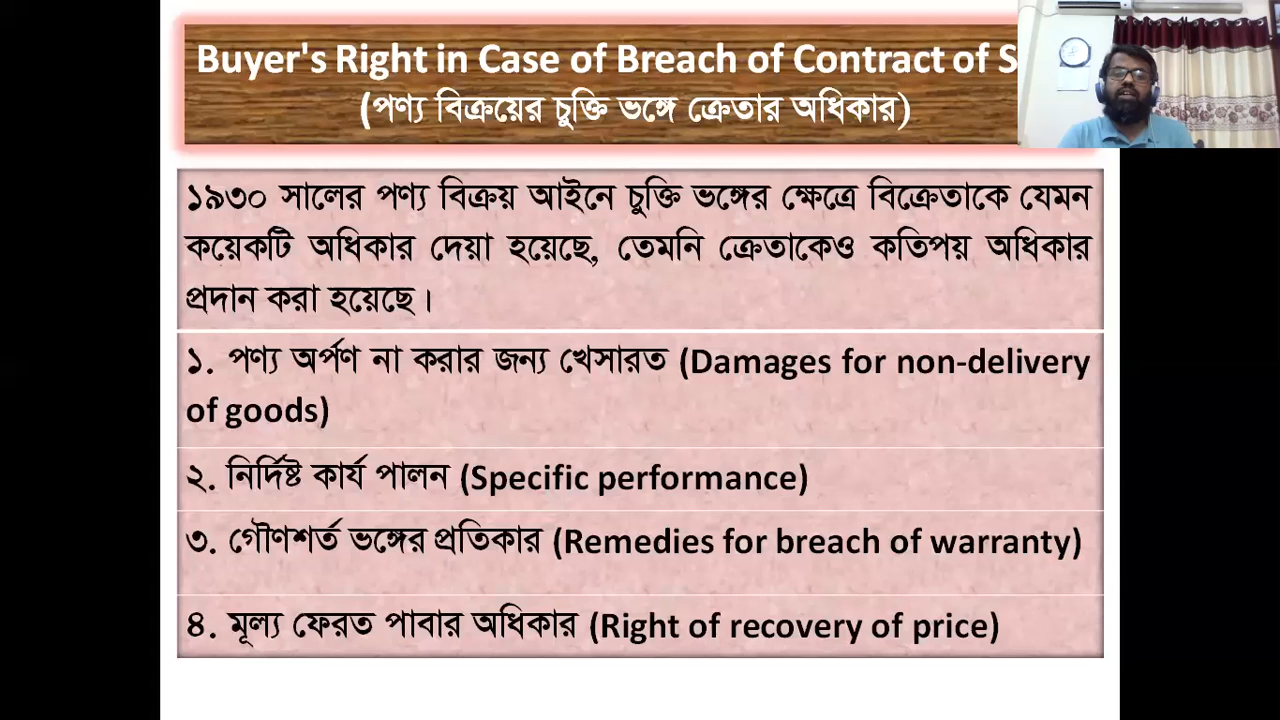 Buyer's Right in Case of Breach of Contract of S
(পণ্য বিক্রয়ের চুক্তি ভঙ্গে ক্রেতার অধিকার)
১৯৩০ সালের পণ্য বিক্রয় আইনে চুক্তি ভঙ্গের ক্ষেত্রে বিক্রেতাকে যেমন
কয়েকটি অধিকার দেয়া হয়েছে, তেমনি ক্রেতাকেও কতিপয় অধিকার
প্রদান করা হয়েছে।
১. পণ্য অর্পণ না করার জন্য খেসারত (Damages for non-delivery
of goods)
২. নির্দিষ্ট কার্য পালন (Specific performance)
৩. গৌণশর্ত ভঙ্গের প্রতিকার (Remedies for breach of warranty)
৪. মূল্য ফেরত পাবার অধিকার (Right of recovery of price)